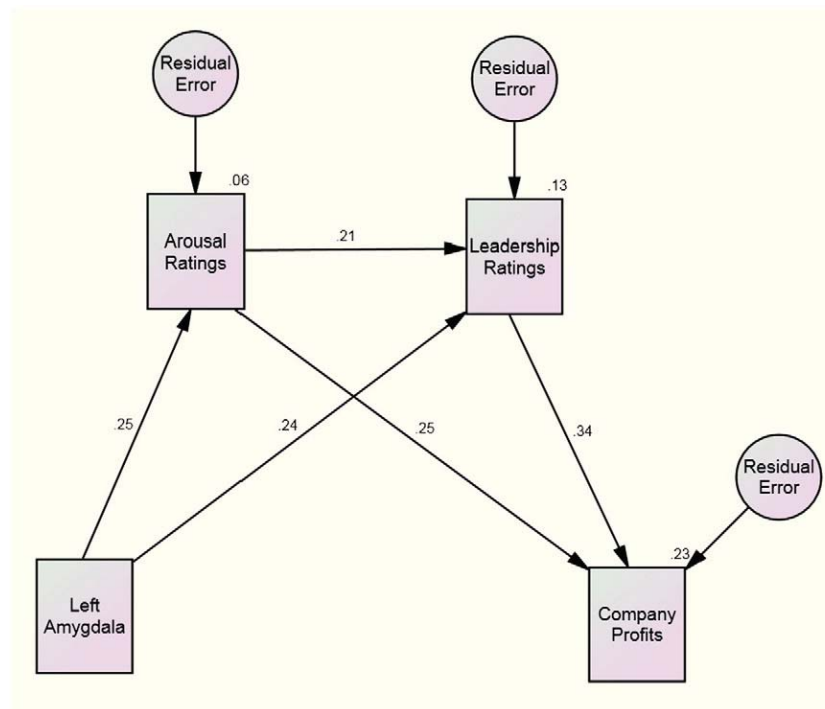 Residual
Error
Residual
Error
.06
.13
Arousal
Ratings
.21
Leadership
Ratings
.25
.24
.25
.34
Residual
Error
.23
Left
Amygdala
Company
Profits